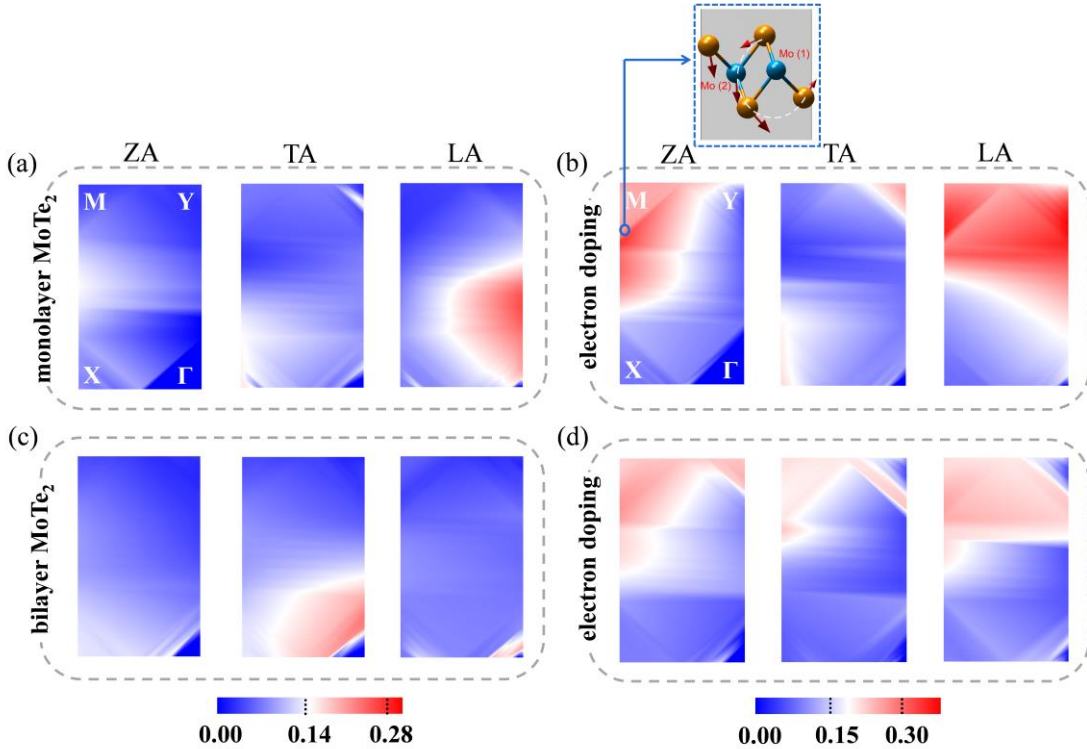 Mo (1)
Mo (2)
(a)
ZA TA LA
monolayer MoTe2
M Y
X Γ
(b)
ZA TA LA
electron doping
M Y
X Γ
(c)
bilayer MoTe2
(d)
electron doping
0.00 0.14 0.28
0.00 0.15 0.30